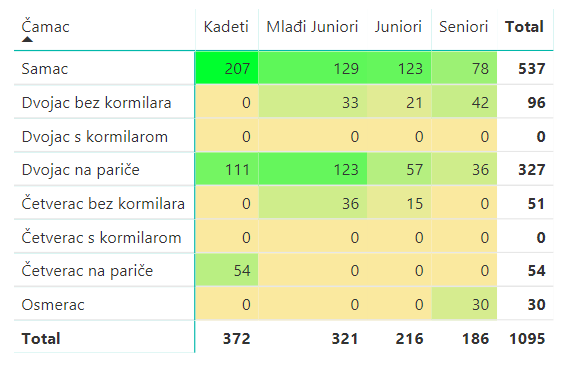 Čamac Kadeti Mlađi Juniori Juniori Seniori Total
Samac 207 129 123 78 537
Dvojac bez kormilara 0 33 21 42 96
Dvojac s kormilarom 0 0 0 0 0
Dvojac na pariče 111 123 57 36 327
Četverac bez kormilara 0 36 15 0 51
Četverac s kormilarom 0 0 0 0 0
Četverac na pariče 54 0 0 0 54
Osmerac 0 0 0 30 30
Total 372 321 216 186 1095